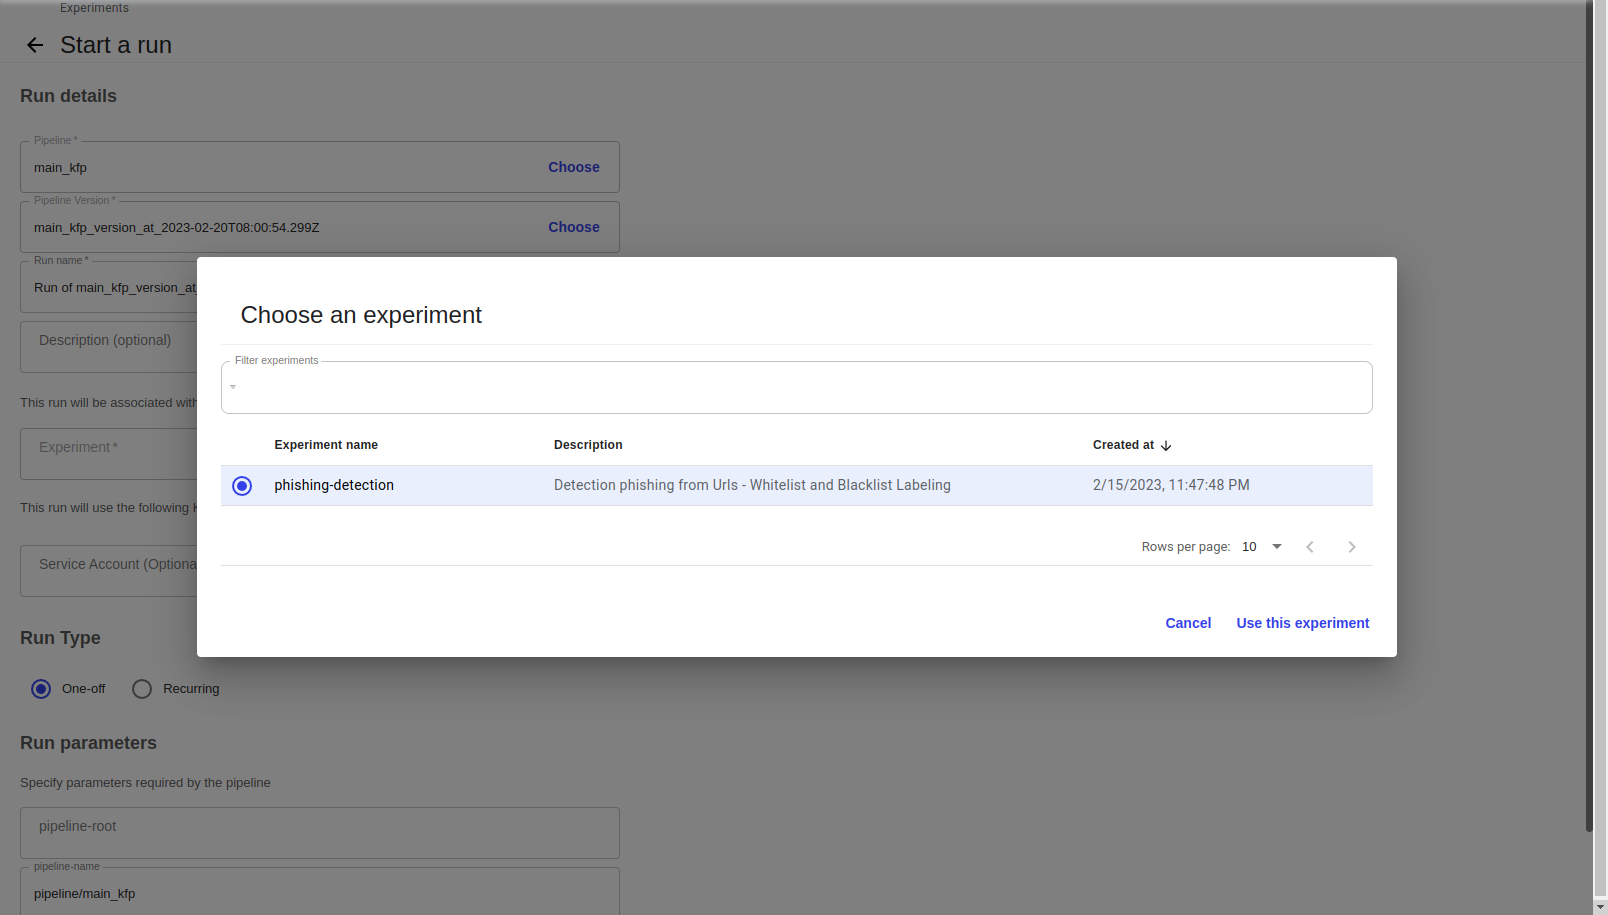 Experiments
Start a run
Run details
Pipeline *
main_kfp
Choose
Pipeline Version *
main_kfp_version_at_2023-02-20T08:00:54.299Z
Choose
Run name *
Run of main_kfp_version_at_
Description (optional)
This run will be associated with
Experiment *
This run will use the following
Service Account (Optiona
Choose an experiment
Filter experiments
Experiment name Description Created at
phishing-detection Detection phishing from Urls - Whitelist and Blacklist Labeling 2/15/2023, 11:47:48 PM
Rows per page: 10
Cancel Use this experiment
Run Type
One-off Recurring
Run parameters
Specify parameters required by the pipeline
pipeline-root
pipeline-name
pipeline/main_kfp